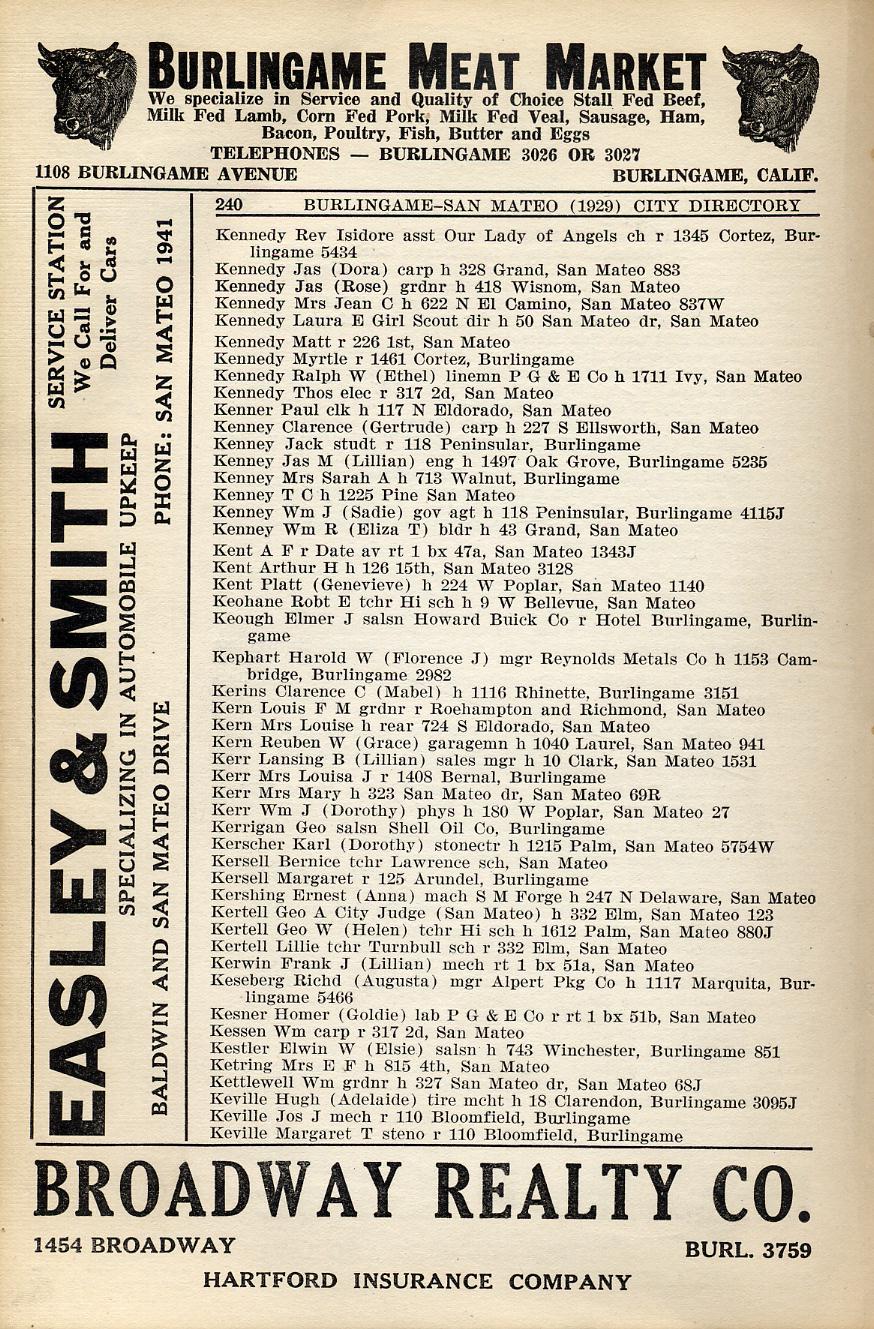 BURLINGAME MEAT MARKET
We specialize in Service and Quality of Choice Stall Fed Beef,
Milk Fed Lamb, Corn Fed Pork, Milk Fed Veal, Sausage, Ham,
Bacon, Poultry, Fish, Butter and Eggs
TELEPHONES — BURLINGAME 3026 OR 3027
1108 BURLINGAME AVENUE BURLINGAME, CALIF.
EASLEY & SMITH
SERVICE STATION
We Call For and
Deliver Cars
SPECIALIZING IN AUTOMOBILE UPKEEP
BALDWIN AND SAN MATEO DRIVE PHONE: SAN MATEO 1941
240 BURLINGAME-SAN MATEO (1929) CITY DIRECTORY
Kennedy Rev Isidore asst Our Lady of Angels ch r 1345 Cortez, Bur-
lingame 5434
Kennedy Jas (Dora) carp h 328 Grand, San Mateo 883
Kennedy Jas (Rose) grdnr h 418 Wisnom, San Mateo
Kennedy Mrs Jean C h 622 N El Camino, San Mateo 837W
Kennedy Laura E Girl Scout dir h 50 San Mateo dr, San Mateo
Kennedy Matt r 226 1st, San Mateo
Kennedy Myrtle r 1461 Cortez, Burlingame
Kennedy Ralph W (Ethel) linemn P G & E Co h 1711 Ivy, San Mateo
Kennedy Thos elec r 317 2d, San Mateo
Kenner Paul clk h 117 N Eldorado, San Mateo
Kenney Clarence (Gertrude) carp h 227 S Ellsworth, San Mateo
Kenney Jack studt r 118 Peninsular, Burlingame
Kenney Jas M (Lillian) eng h 1497 Oak Grove, Burlingame 5235
Kenney Mrs Sarah A h 713 Walnut, Burlingame
Kenney T C h 1225 Pine San Mateo
Kenney Wm J (Sadie) gov agt h 118 Peninsular, Burlingame 4115J
Kenney Wm R (Eliza T) bldr h 43 Grand, San Mateo
Kent A F r Date av rt 1 bx 47a, San Mateo 1343J
Kent Arthur H h 126 15th, San Mateo 3128
Kent Platt (Genevieve) h 224 W Poplar, San Mateo 1140
Keohane Robt E tchr Hi sch h 9 W Bellevue, San Mateo
Keough Elmer J salsn Howard Buick Co r Hotel Burlingame, Burlin-
game
Kephart Harold W (Florence J) mgr Reynolds Metals Co h 1153 Cam-
bridge, Burlingame 2982
Kerins Clarence C (Mabel) h 1116 Rhinette, Burlingame 3151
Kern Louis F M grdnr r Roehampton and Richmond, San Mateo
Kern Mrs Louise h rear 724 S Eldorado, San Mateo
Kern Reuben W (Grace) garagemn h 1040 Laurel, San Mateo 941
Kerr Lansing B (Lillian) sales mgr h 10 Clark, San Mateo 1531
Kerr Mrs Louisa J r 1408 Bernal, Burlingame
Kerr Mrs Mary h 323 San Mateo dr, San Mateo 69R
Kerr Wm J (Dorothy) phys h 180 W Poplar, San Mateo 27
Kerrigan Geo salsn Shell Oil Co, Burlingame
Kerscher Karl (Dorothy) stonectr h 1215 Palm, San Mateo 5754W
Kersell Bernice tchr Lawrence sch, San Mateo
Kersell Margaret r 125 Arundel, Burlingame
Kershing Ernest (Anna) mach S M Forge h 247 N Delaware, San Mateo
Kertell Geo A City Judge (San Mateo) h 332 Elm, San Mateo 123
Kertell Geo W (Helen) tchr Hi sch h 1612 Palm, San Mateo 880J
Kertell Lillie tchr Turnbull sch r 332 Elm, San Mateo
Kerwin Frank J (Lillian) mech rt 1 bx 51a, San Mateo
Keseberg Richd (Augusta) mgr Alpert Pkg Co h 1117 Marquita, Bur-
lingame 5466
Kesner Homer (Goldie) lab P G & E Co r rt 1 bx 51b, San Mateo
Kessen Wm carp r 317 2d, San Mateo
Kestler Elwin W (Elsie) salsn h 743 Winchester, Burlingame 851
Ketring Mrs E F h 815 4th, San Mateo
Kettlewell Wm grdnr h 327 San Mateo dr, San Mateo 68J
Keville Hugh (Adelaide) tire mcht h 18 Clarendon, Burlingame 3095J
Keville Jos J mech r 110 Bloomfield, Burlingame
Keville Margaret T steno r 110 Bloomfield, Burlingame
BROADWAY REALTY CO.
1454 BROADWAY BURL. 3759
HARTFORD INSURANCE COMPANY